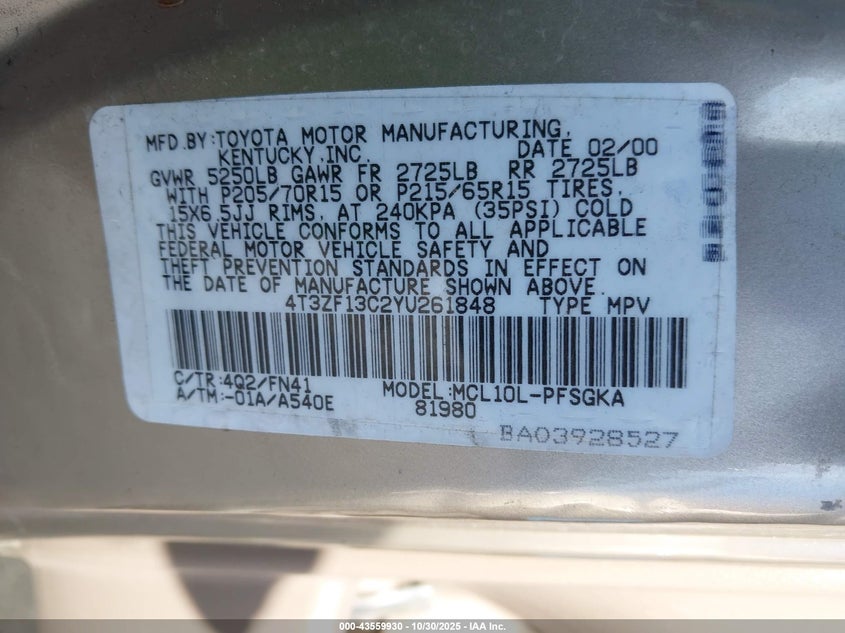 MFD.BY:TOYOTA MOTOR MANUFACTURING,
KENTUCKY,INC. DATE 02/00
GVWR 5250LB GAWR FR 2725LB RR 2725LB
WITH P205/70R15 OR P215/65R15 TIRES,
15X6.5JJ RIMS, AT 240KPA (35PSI) COLD
THIS VEHICLE CONFORMS TO ALL APPLICABLE
FEDERAL MOTOR VEHICLE SAFETY AND
THEFT PREVENTION STANDARDS IN EFFECT ON
THE DATE OF MANUFACTURE SHOWN ABOVE.
4T3ZF13C2YU261848 TYPE MPV
C/TR:4Q2/FN41 MODEL:MCL10L-PFSGKA
A/TM:-01A/A540E 81980
BA03928527
000-43559930 - 10/30/2025 - IAA Inc.